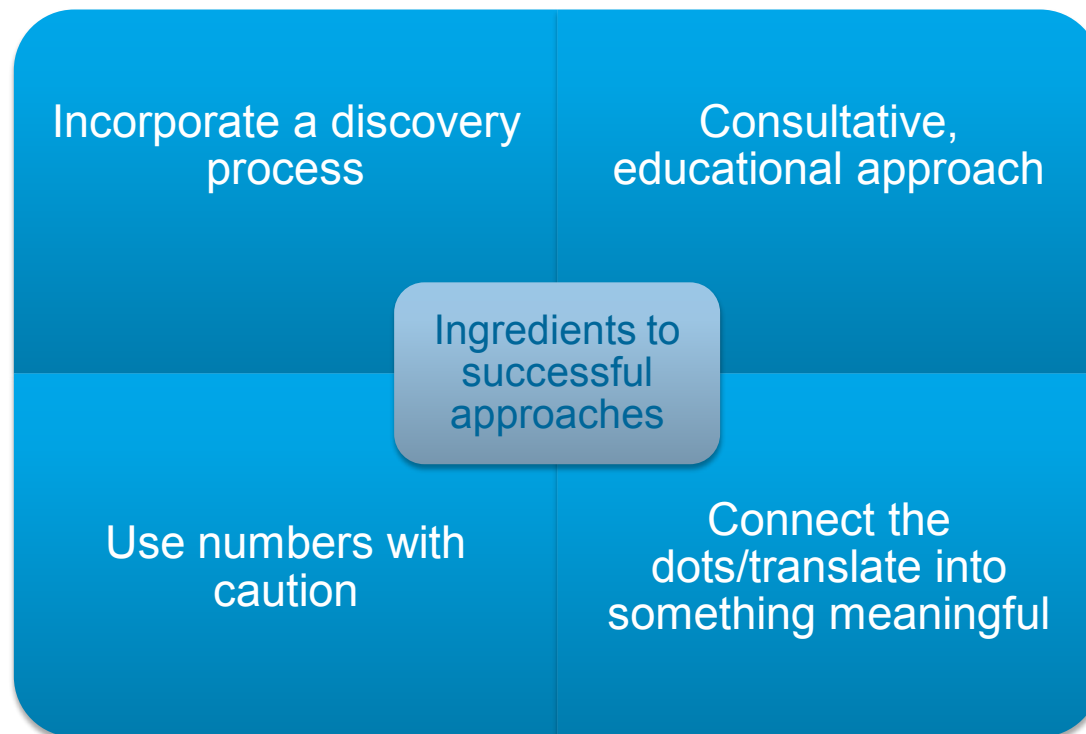 Incorporate a discovery
process
Consultative,
educational approach
Ingredients to
successful
approaches
Use numbers with
caution
Connect the
dots/translate into
something meaningful